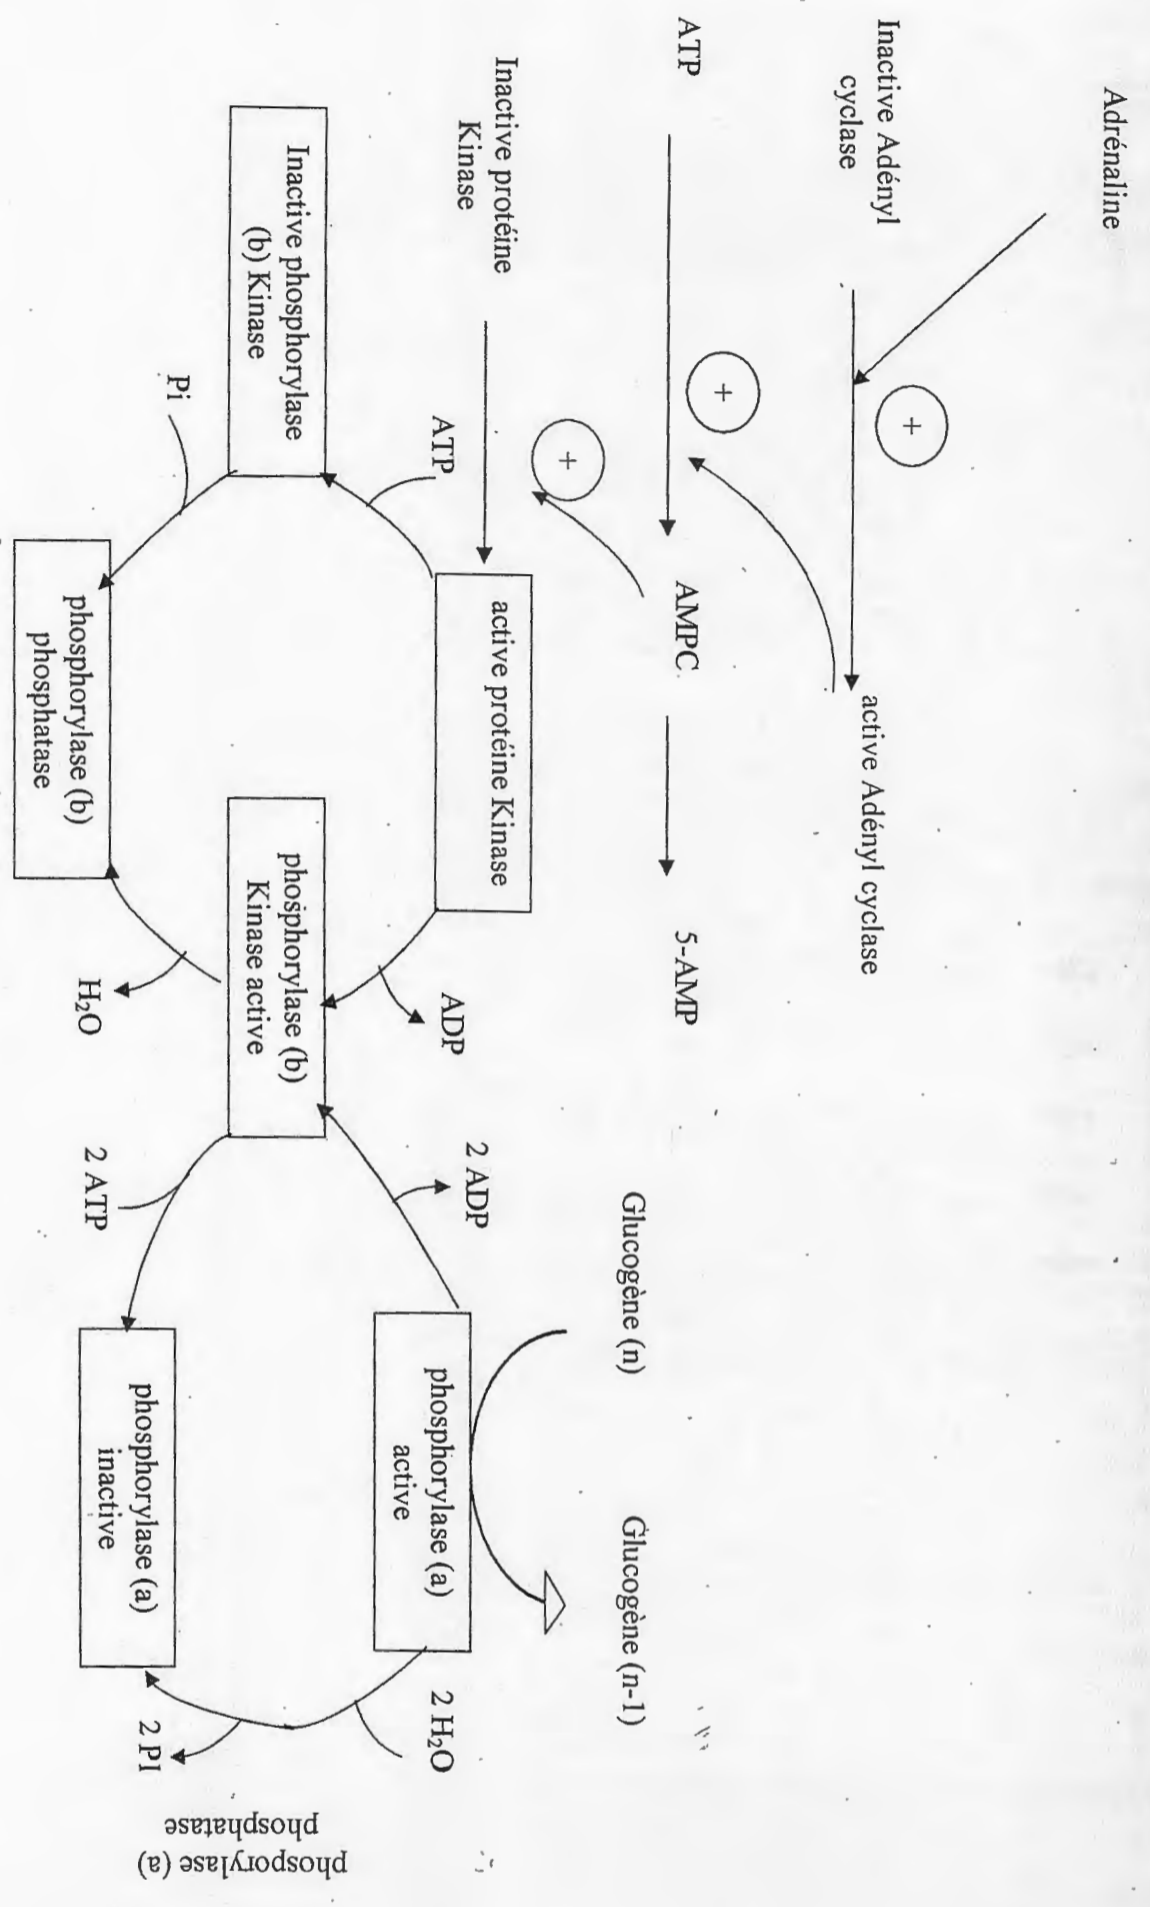 Adrénaline
Inactive Adényl
cyclase
+
active Adényl cyclase
ATP
+
AMPC
5-AMP
Glucogène (n)
Glucogène (n-1)
Inactive protéine
Kinase
+
active protéine Kinase
ATP
ADP
2 ADP
phosphorylase (a)
active
2 H₂O
Inactive phosphorylase
(b) Kinase
phosphorylase (b)
Kinase active
Pi
H₂O
2 ATP
phosphorylase (a)
inactive
2 PI
phosphorylase (b)
phosphatase
phosporylase (a)
phosphatase